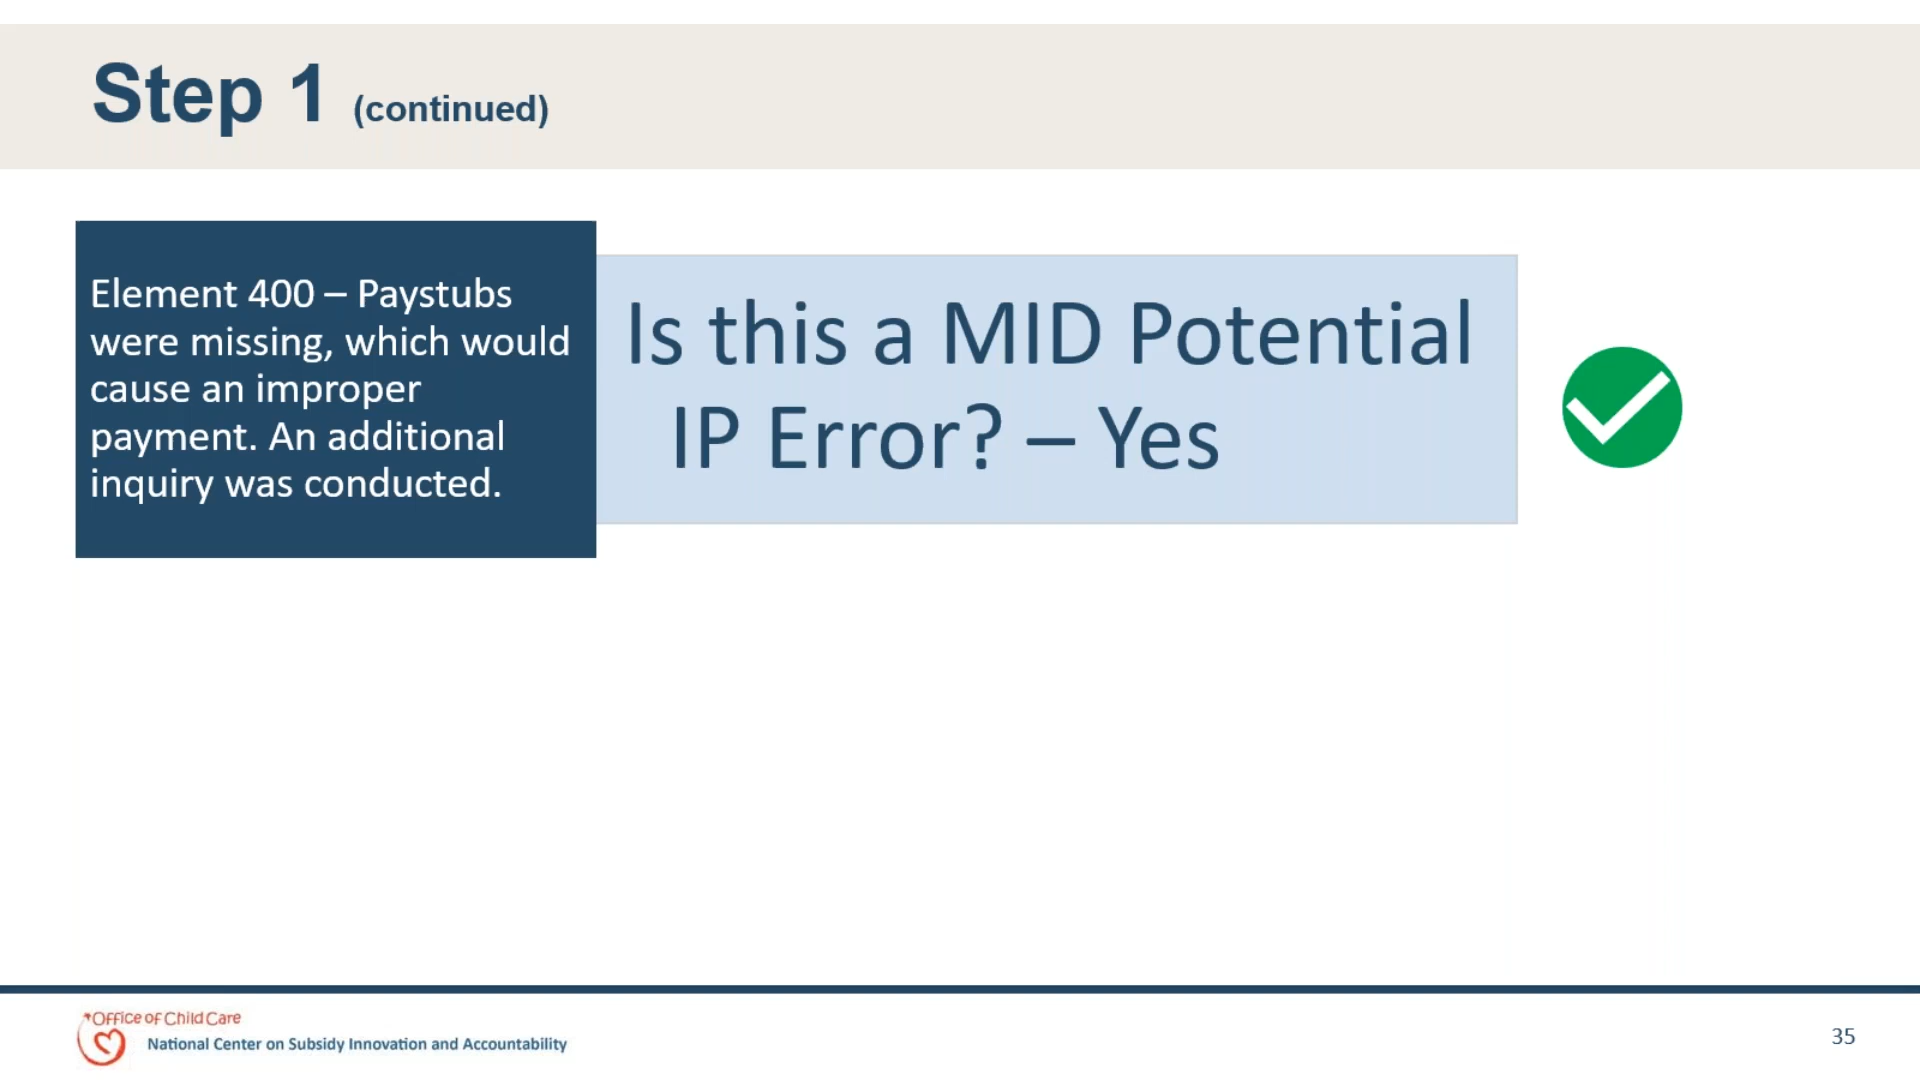 Step 1 (continued)
Element 400 – Paystubs
were missing, which would
cause an improper
payment. An additional
inquiry was conducted.
Is this a MID Potential
IP Error? – Yes
Office of Child Care
National Center on Subsidy Innovation and Accountability
35